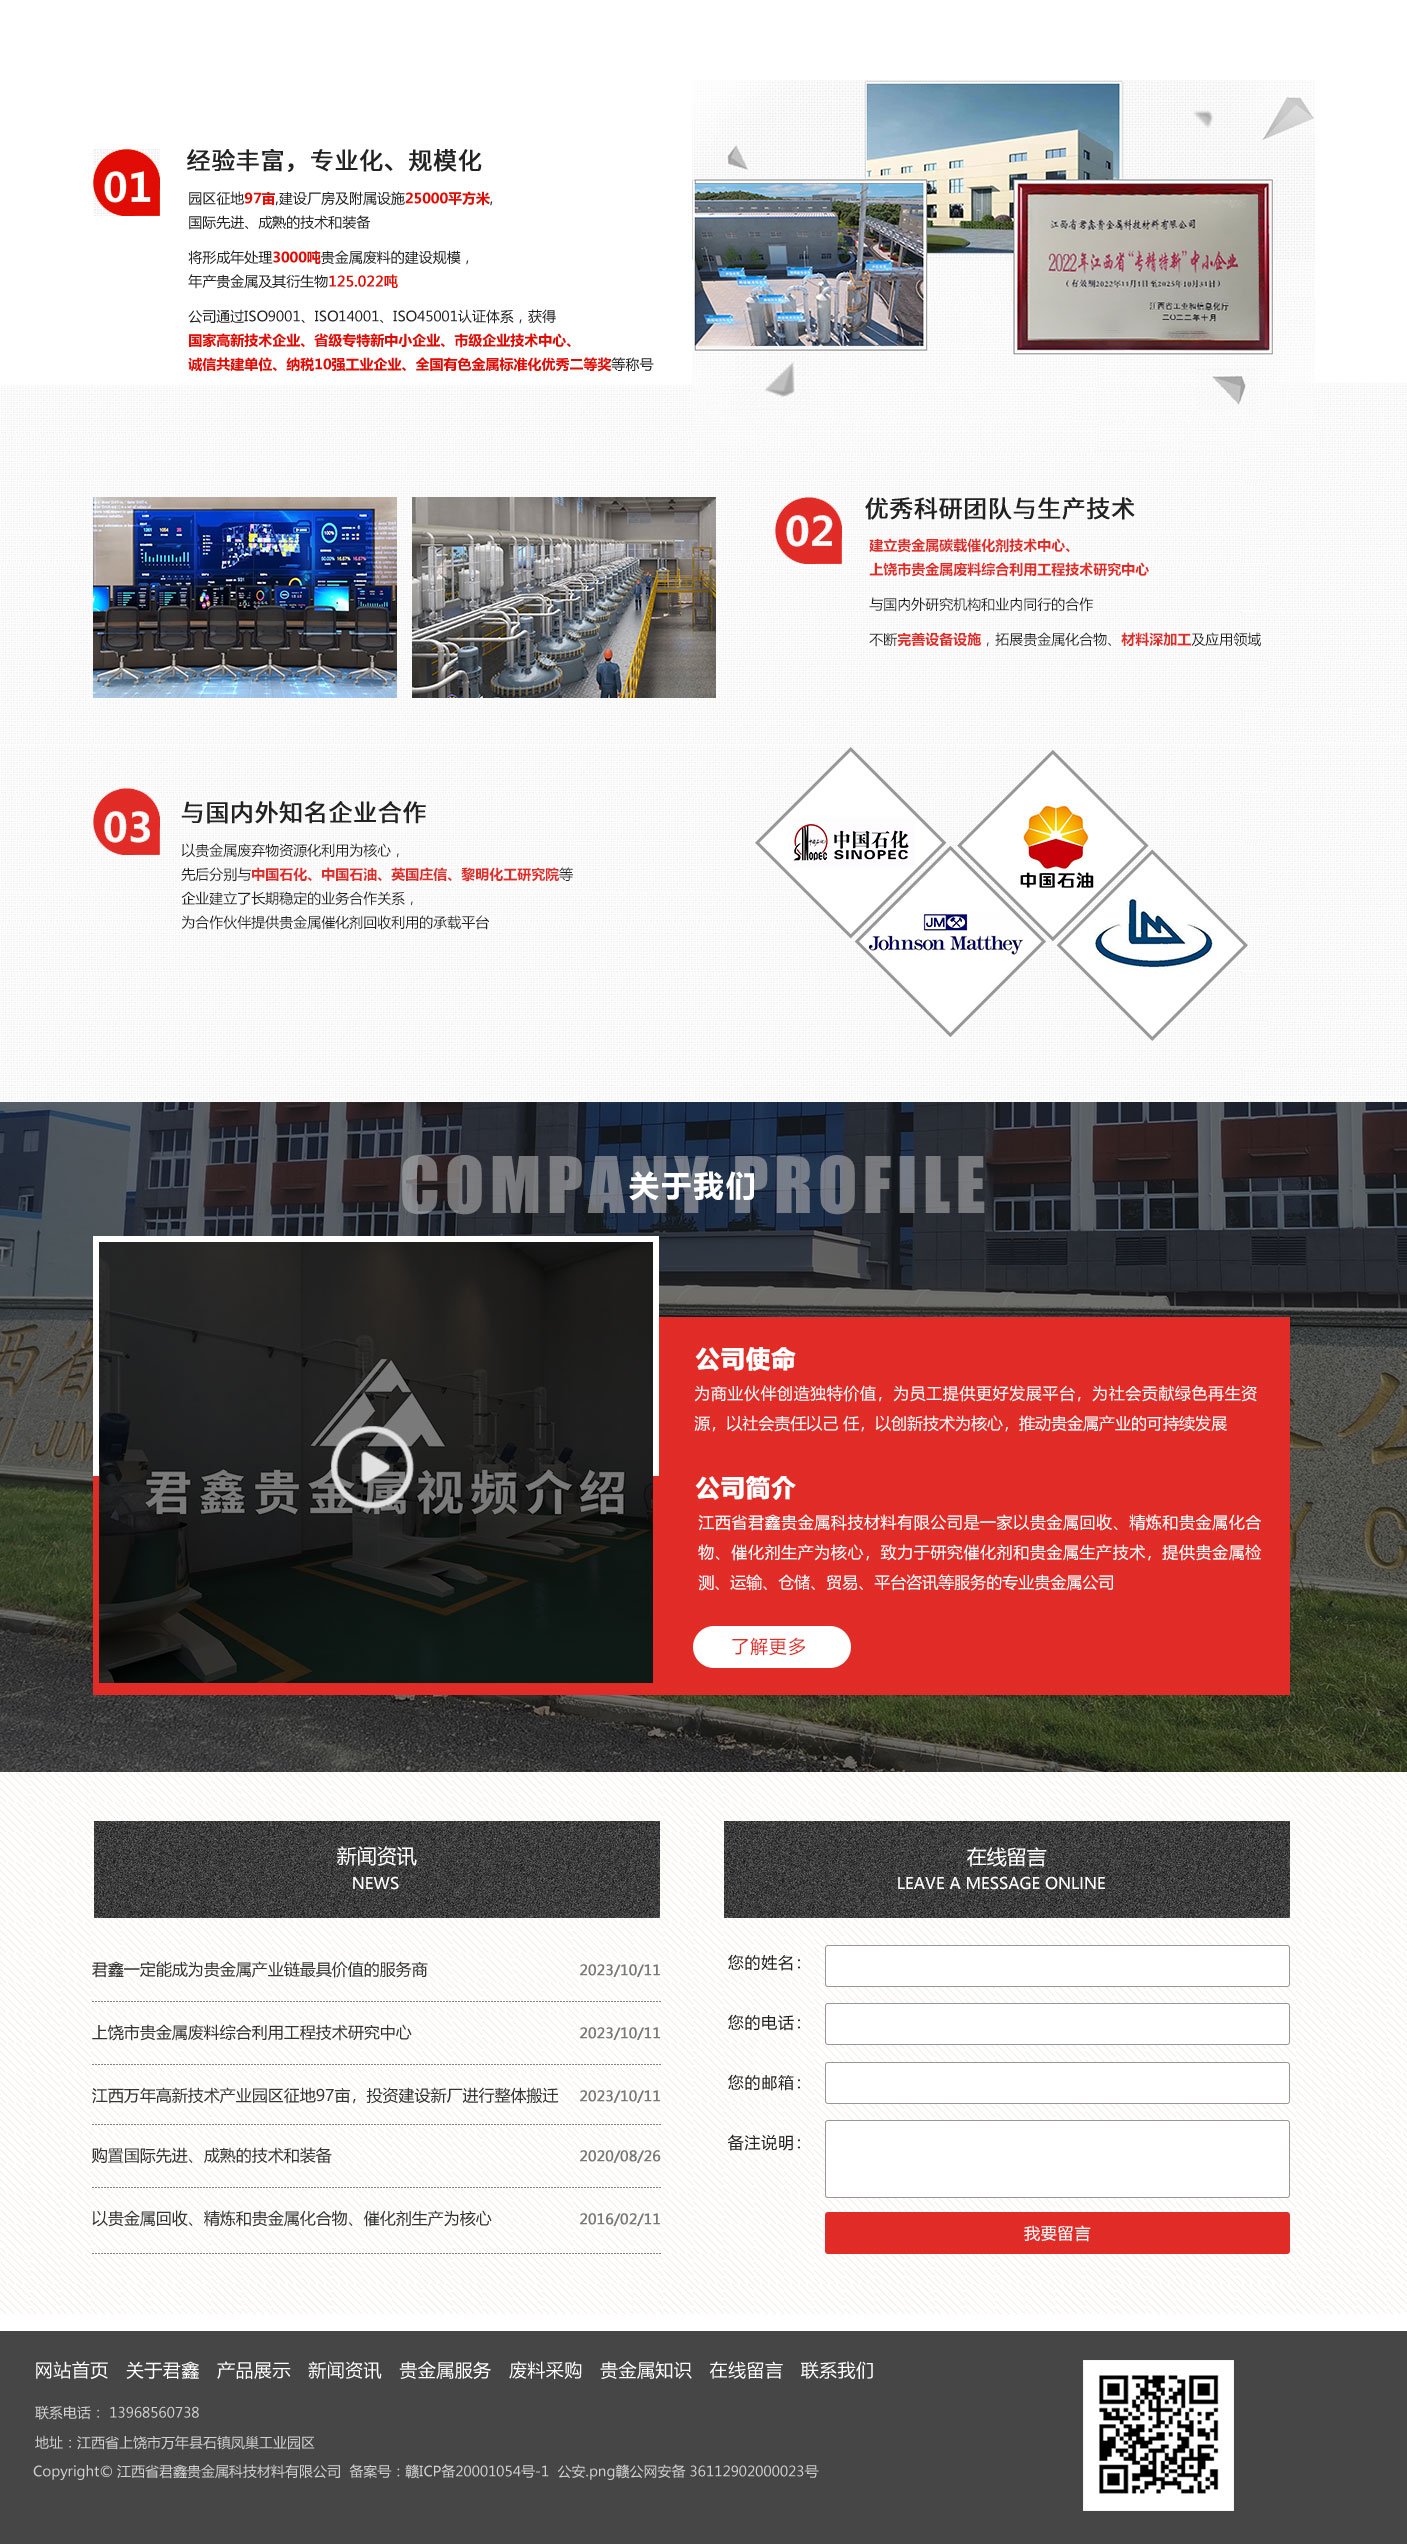 01
经验丰富，专业化、规模化
园区征地97亩,建设厂房及附属设施25000平方米,
国际先进、成熟的技术和装备
将形成年处理3000吨贵金属废料的建设规模，
年产贵金属及其衍生物125.022吨
公司通过ISO9001、ISO14001、ISO45001认证体系，获得
国家高新技术企业、省级专特新中小企业、市级企业技术中心、
诚信共建单位、纳税10强工业企业、全国有色金属标准化优秀二等奖等称号
江西省君鑫贵金属科技材料有限公司
2022年江西省“专精特新”中小企业
(有效期2022年11月1日至2025年10月31日)
江西省工业和信息化厅
二〇二二年十月
02
优秀科研团队与生产技术
建立贵金属碳载催化剂技术中心、
上饶市贵金属废料综合利用工程技术研究中心
与国内外研究机构和业内同行的合作
不断完善设备设施，拓展贵金属化合物、材料深加工及应用领域
03
与国内外知名企业合作
以贵金属废弃物资源化利用为核心，
先后分别与中国石化、中国石油、英国庄信、黎明化工研究院等
企业建立了长期稳定的业务合作关系，
为合作伙伴提供贵金属催化剂回收利用的承载平台
SINOPEC
中国石化
SINOPEC
中国石油
JM
Johnson Matthey
COMPANY PROFILE
关于我们
君鑫贵金属视频介绍
公司使命
为商业伙伴创造独特价值，为员工提供更好发展平台，为社会贡献绿色再生资
源，以社会责任以己 任，以创新技术为核心，推动贵金属产业的可持续发展
公司简介
江西省君鑫贵金属科技材料有限公司是一家以贵金属回收、精炼和贵金属化合
物、催化剂生产为核心，致力于研究催化剂和贵金属生产技术，提供贵金属检
测、运输、仓储、贸易、平台咨讯等服务的专业贵金属公司
了解更多
新闻资讯
NEWS
君鑫一定能成为贵金属产业链最具价值的服务商 2023/10/11
上饶市贵金属废料综合利用工程技术研究中心 2023/10/11
江西万年高新技术产业园区征地97亩，投资建设新厂进行整体搬迁 2023/10/11
购置国际先进、成熟的技术和装备 2020/08/26
以贵金属回收、精炼和贵金属化合物、催化剂生产为核心 2016/02/11
在线留言
LEAVE A MESSAGE ONLINE
您的姓名：
您的电话：
您的邮箱：
备注说明：
我要留言
网站首页 关于君鑫 产品展示 新闻资讯 贵金属服务 废料采购 贵金属知识 在线留言 联系我们
联系电话： 13968560738
地址：江西省上饶市万年县石镇凤巢工业园区
Copyright© 江西省君鑫贵金属科技材料有限公司 备案号：赣ICP备20001054号-1 公安.png赣公网安备 36112902000023号